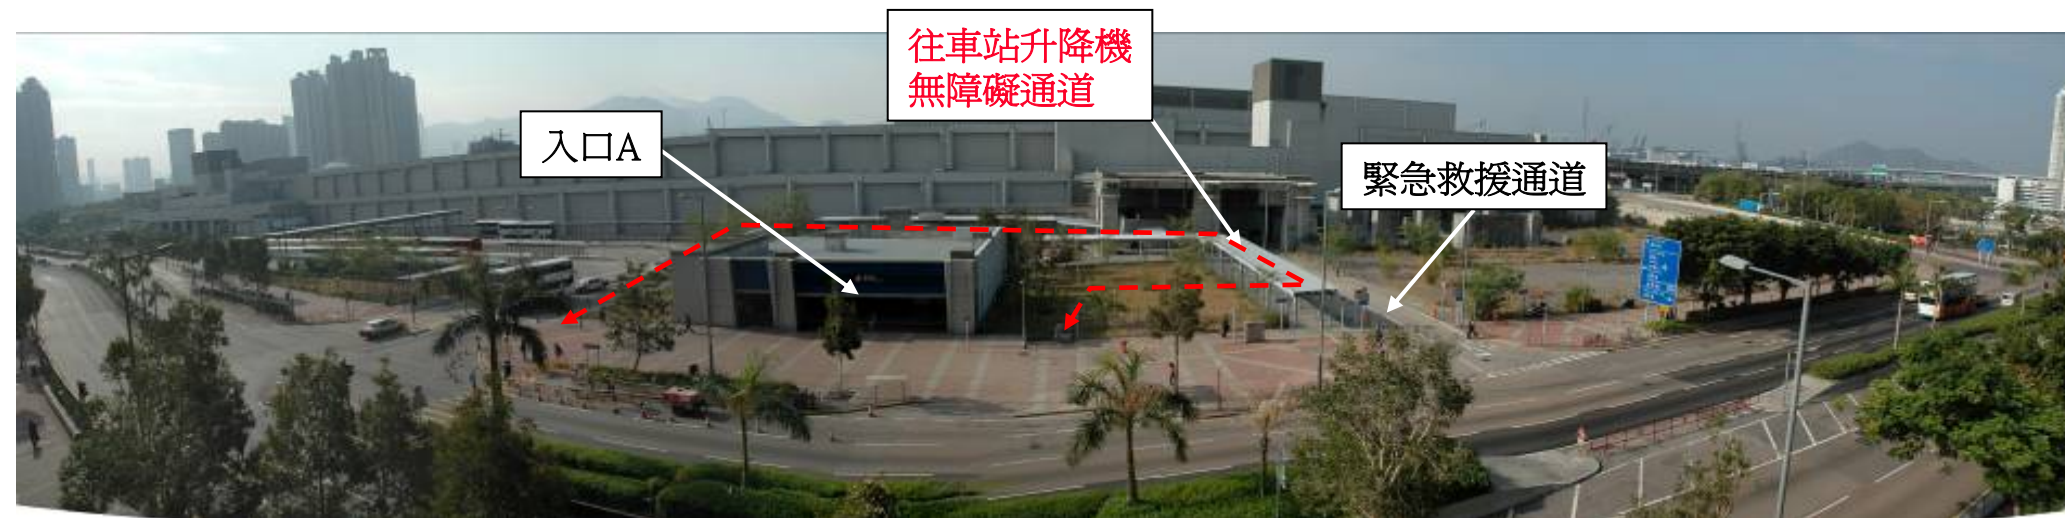 往車站升降機
無障礙通道
入口A
緊急救援通道